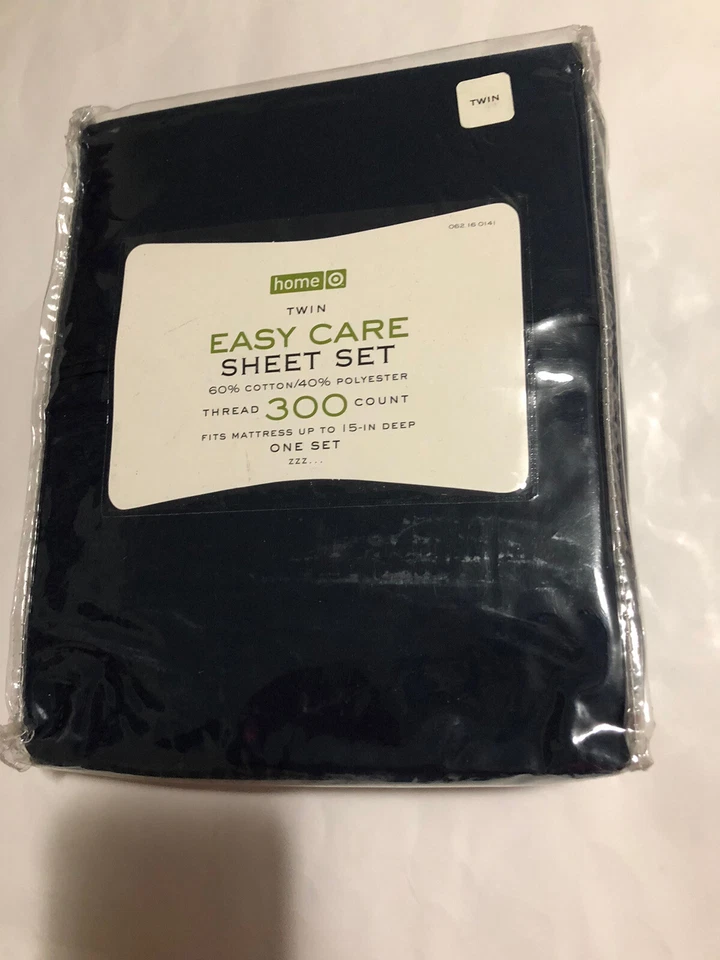 TWIN
062 16 0141
home
TWIN
EASY CARE
SHEET SET
60% COTTON/40% POLYESTER
THREAD 300 COUNT
FITS MATTRESS UP TO 15-IN DEEP
ONE SET
ZZZ...